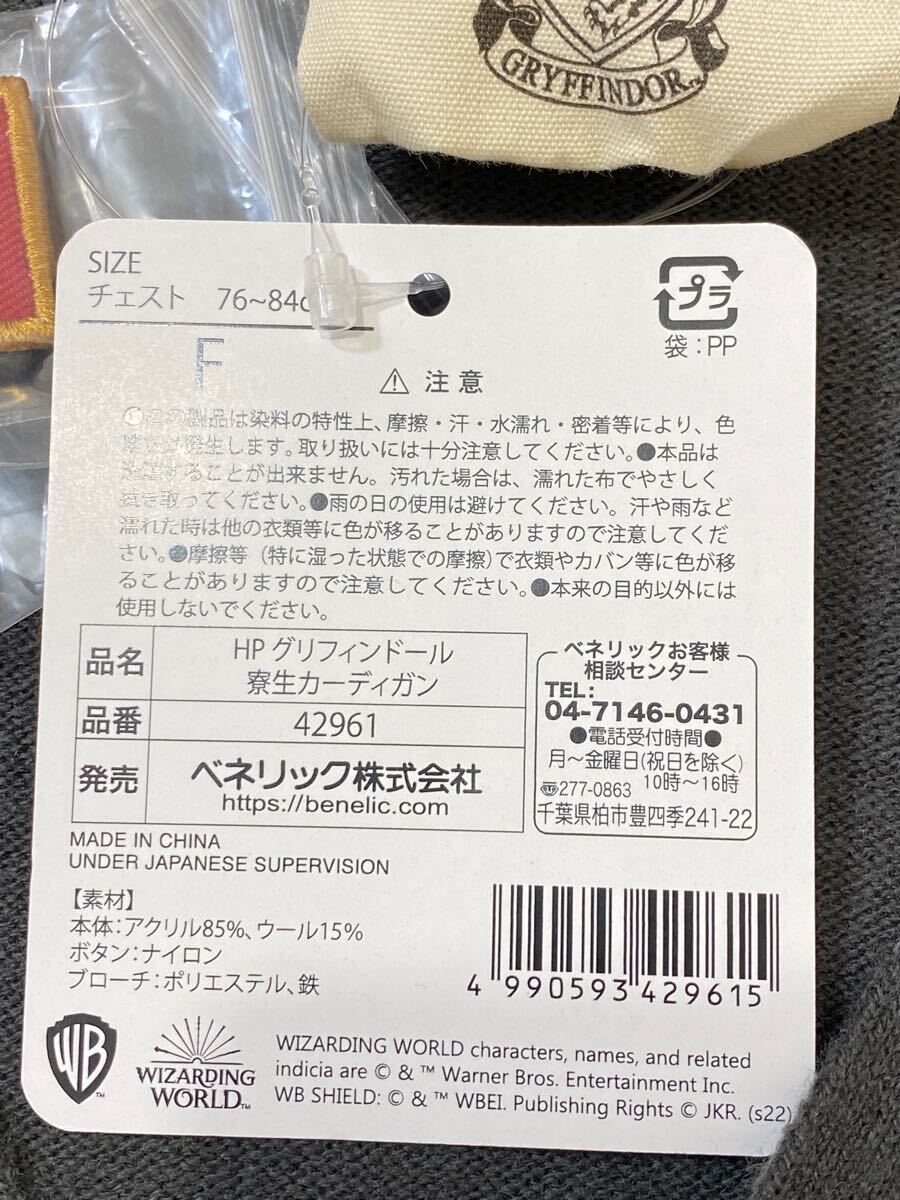 GRYFFINDOR™
SIZE
チェスト 76~84c
F
プラ
袋:PP
⚠ 注意
の製品は染料の特性上、摩擦・汗・水濡れ・密着等により、色
発生します。取り扱いには十分注意してください。●本品は
することが出来ません。汚れた場合は、濡れた布でやさしく
取ってください。●雨の日の使用は避けてください。汗や雨など
濡れた時は他の衣類等に色が移ることがありますので注意してくだ
さい。●摩擦等(特に湿った状態での摩擦)で衣類やカバン等に色が移
ることがありますので注意してください。●本来の目的以外には
使用しないでください。
品名 HP グリフィンドール
寮生カーディガン
品番 42961
発売 ベネリック株式会社
https://benelic.com
ベネリックお客様
相談センター
TEL:
04-7146-0431
●電話受付時間●
月〜金曜日(祝日を除く)
10時〜16時
〒277-0863
千葉県柏市豊四季241-22
MADE IN CHINA
UNDER JAPANESE SUPERVISION
【素材】
本体:アクリル85%、ウール15%
ボタン:ナイロン
ブローチ:ポリエステル、鉄
4 990593 429615
WB™
WIZARDING
WORLD™
WIZARDING WORLD characters, names, and related
indicia are © & ™ Warner Bros. Entertainment Inc.
WB SHIELD: © & ™ WBEI. Publishing Rights © JKR. (s22)